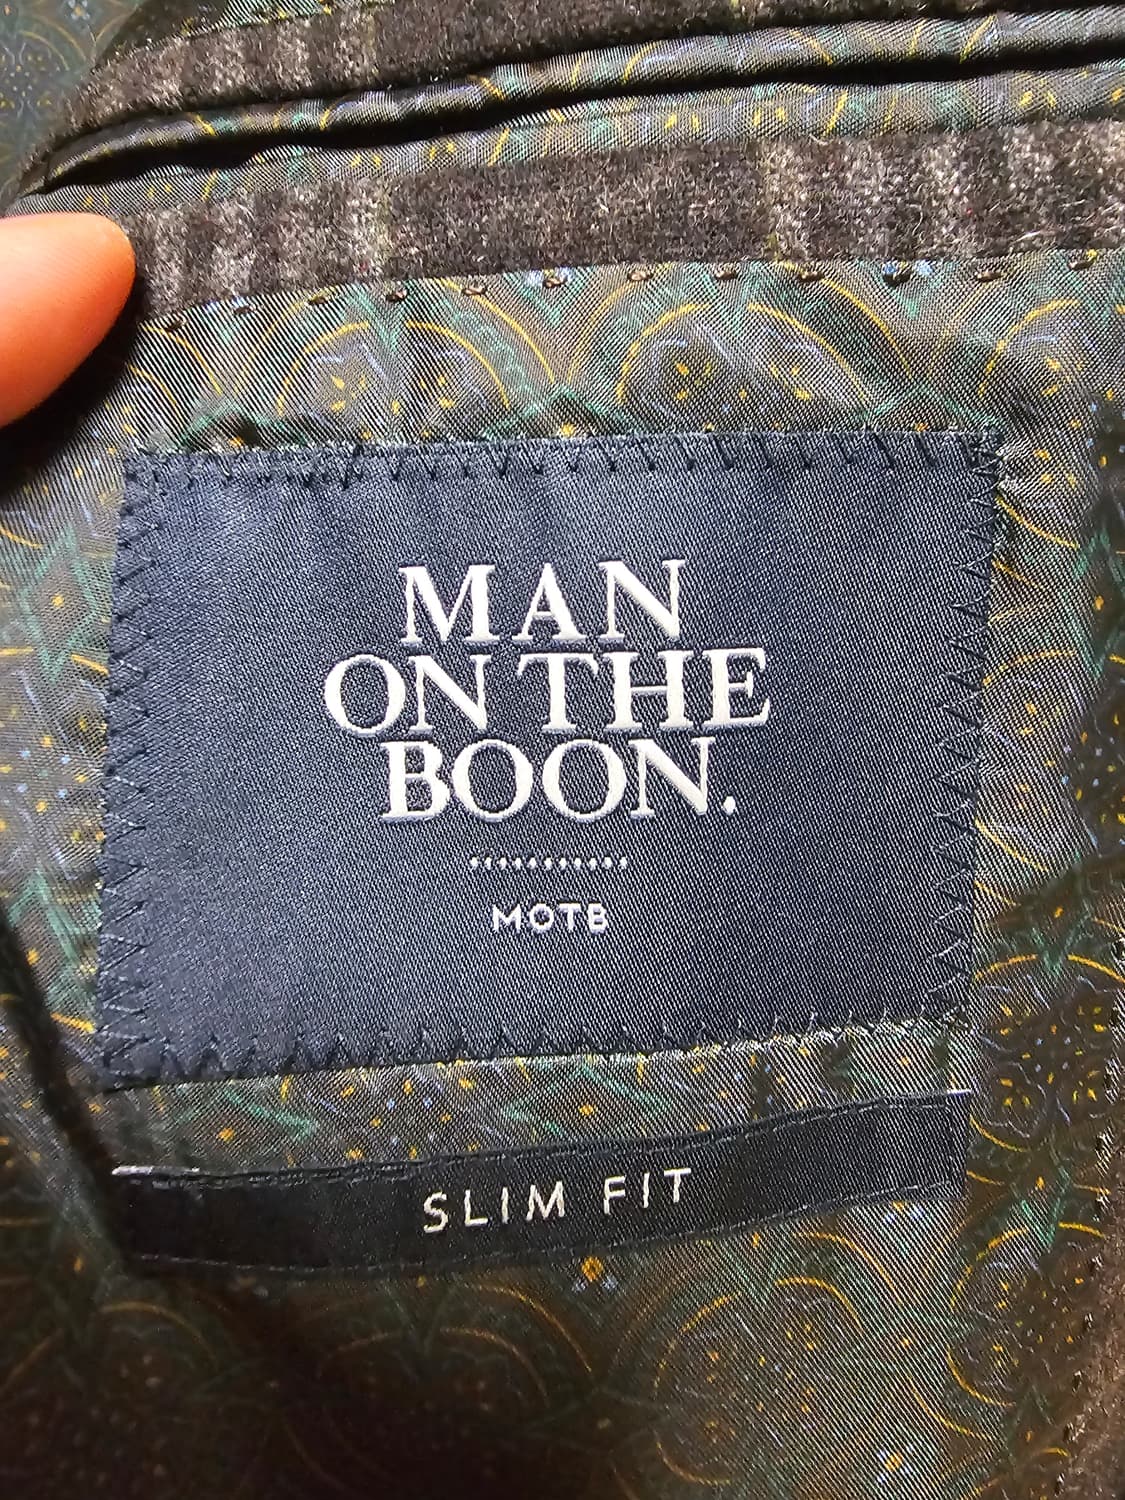 MAN
ON THE
BOON.
MOTB
SLIM FIT